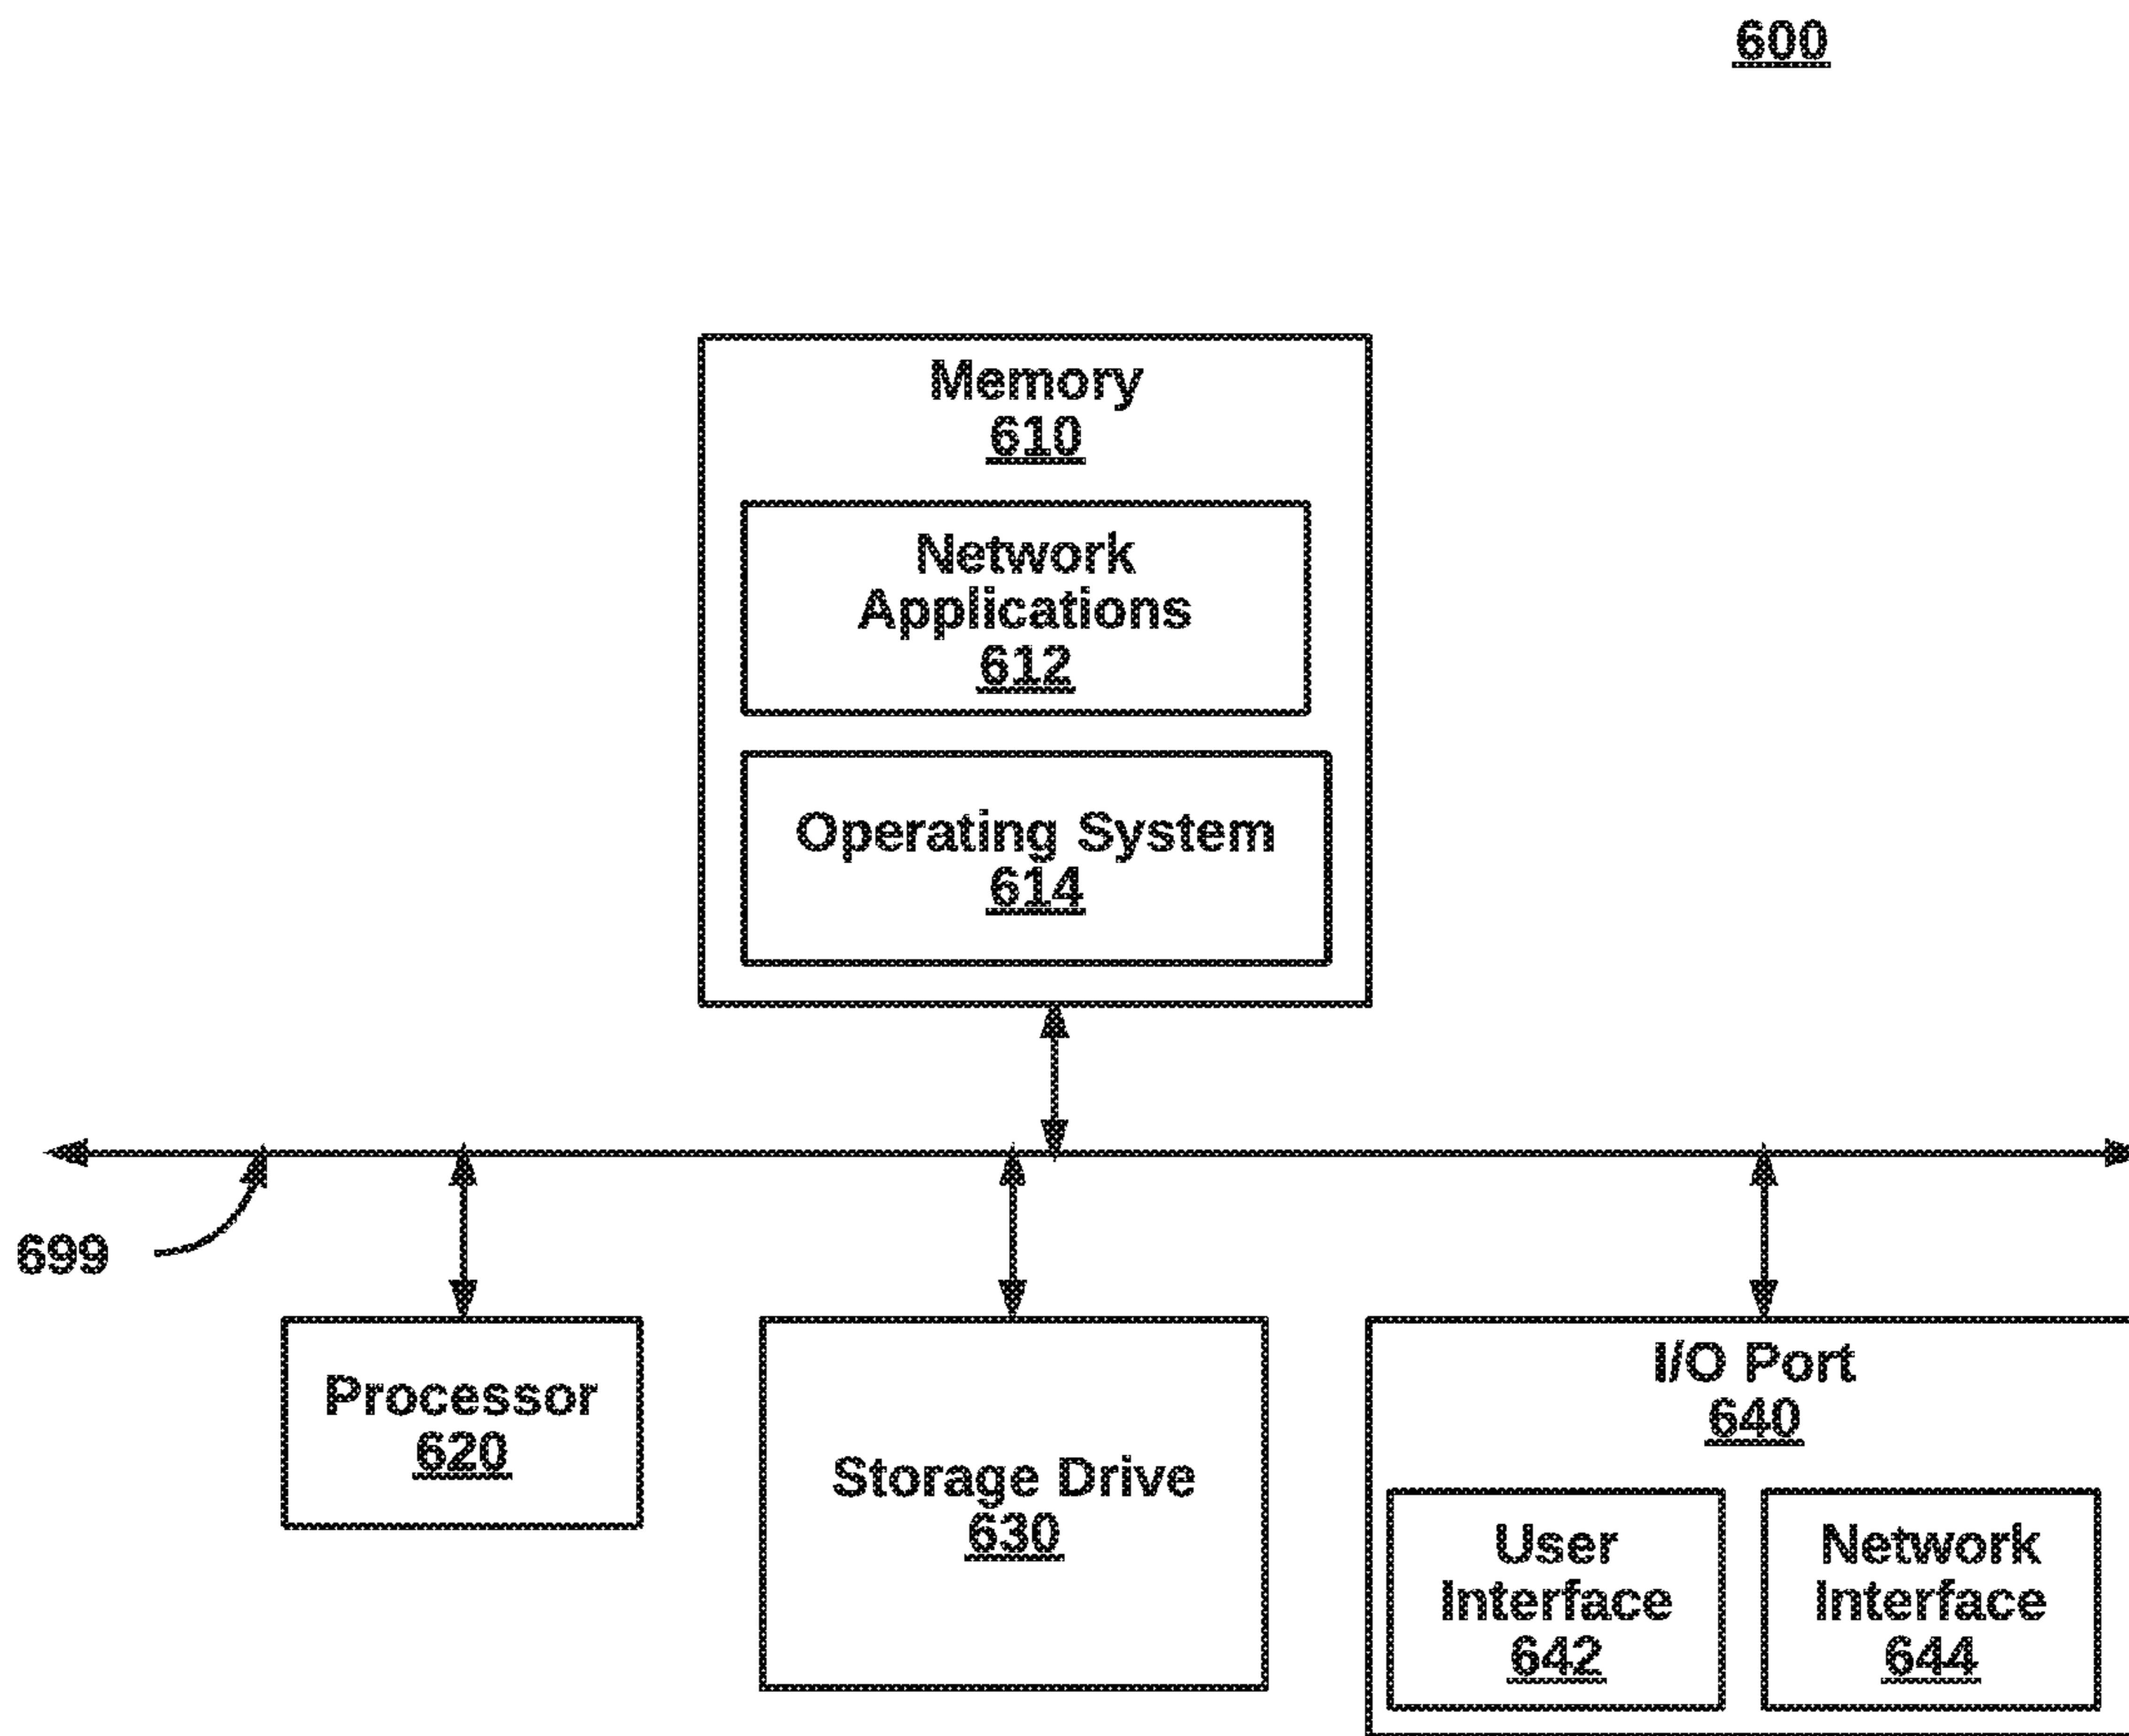 600
Memory
610
Network
Applications
612
Operating System
614
699
Processor
620
Storage Drive
630
I/O Port
640
User
Interface
642
Network
Interface
644